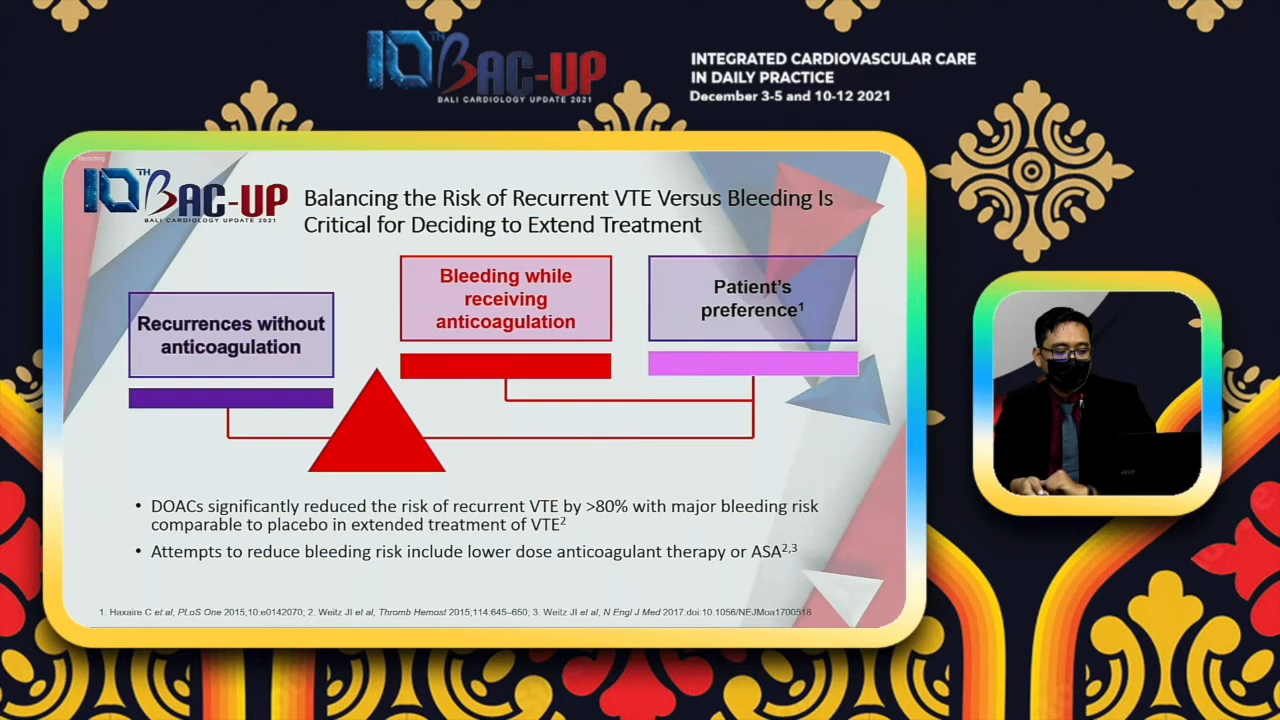 10TH BAC-UP
BALI CARDIOLOGY UPDATE 2021
INTEGRATED CARDIOVASCULAR CARE
IN DAILY PRACTICE
December 3-5 and 10-12 2021
Recording
10TH BAC-UP
BALI CARDIOLOGY UPDATE 2021
Balancing the Risk of Recurrent VTE Versus Bleeding Is
Critical for Deciding to Extend Treatment
Recurrences without
anticoagulation
Bleeding while
receiving
anticoagulation
Patient’s
preference1
• DOACs significantly reduced the risk of recurrent VTE by >80% with major bleeding risk
comparable to placebo in extended treatment of VTE2
• Attempts to reduce bleeding risk include lower dose anticoagulant therapy or ASA2,3
1. Haxaire C et al, PLoS One 2015;10:e0142070; 2. Weitz JI et al, Thromb Hemost 2015;114:645–650; 3. Weitz JI et al, N Engl J Med 2017:doi:10.1056/NEJMoa1700518
acer